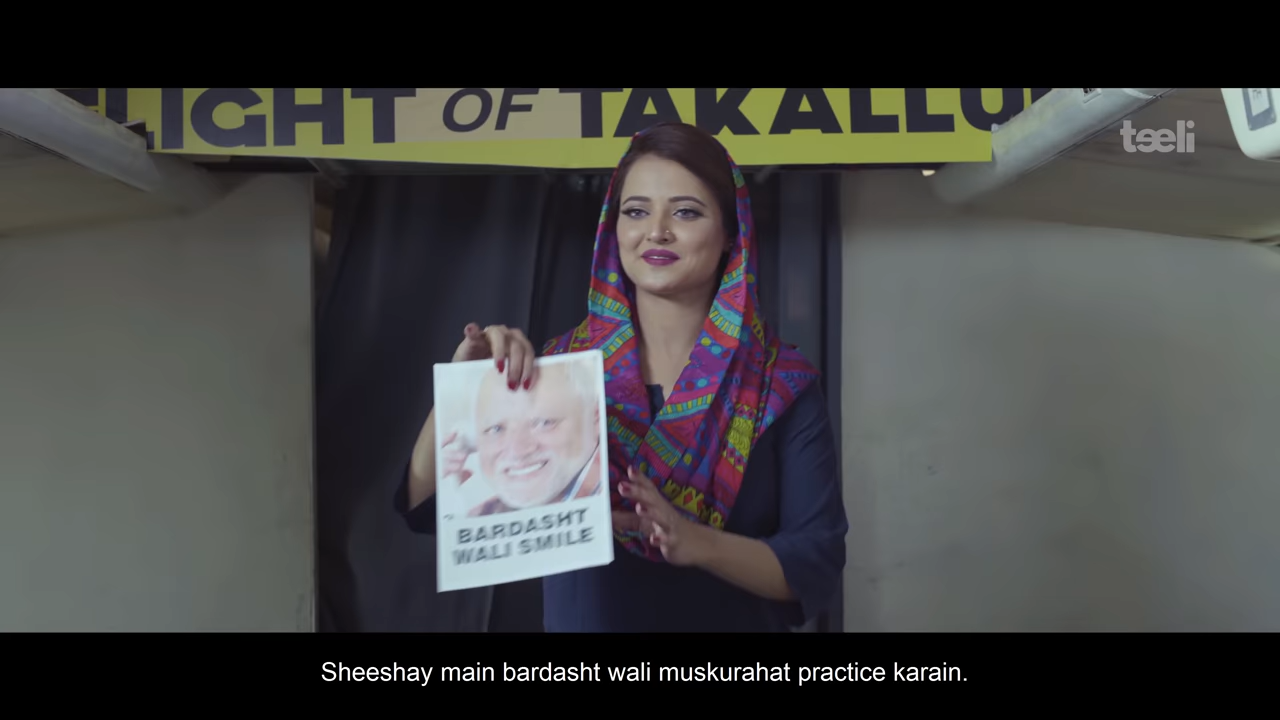 LIGHT OF TAKALLU
teeli
BARDASHT
WALI SMILE
Sheeshay main bardasht wali muskurahat practice karain.